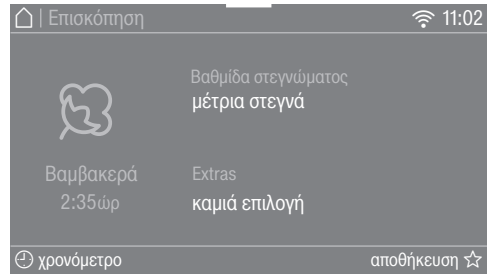 | Επισκόπηση 11:02
Βαθμίδα στεγνώματος
μέτρια στεγνά
Βαμβακερά
2:35ώρ
Extras
καμιά επιλογή
χρονόμετρο αποθήκευση